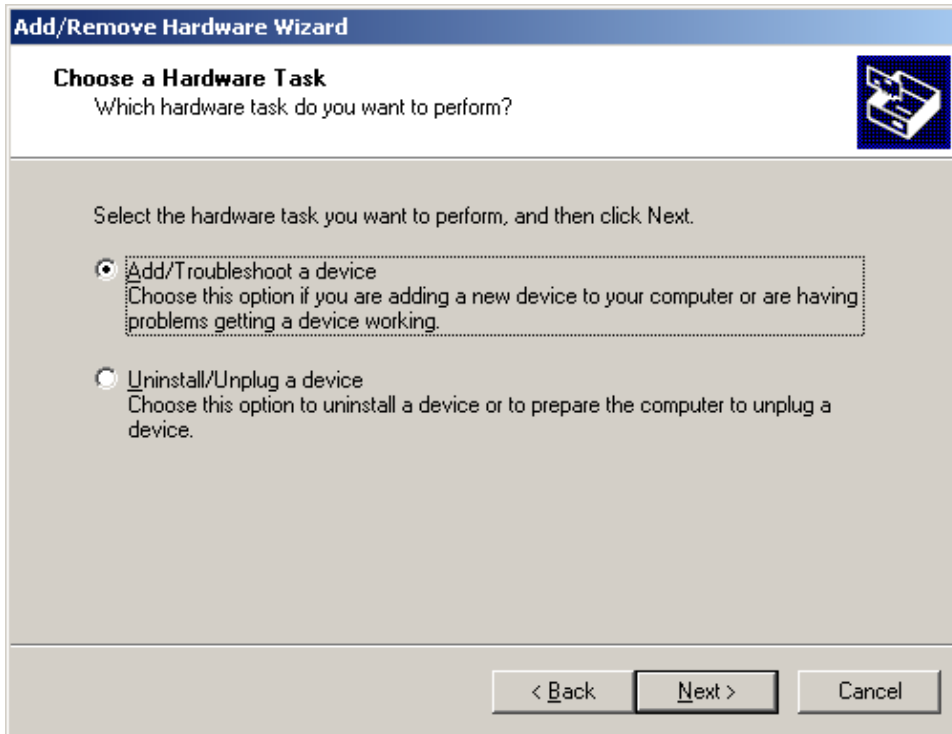 Add/Remove Hardware Wizard
Choose a Hardware Task
Which hardware task do you want to perform?
Select the hardware task you want to perform, and then click Next.
Add/Troubleshoot a device
Choose this option if you are adding a new device to your computer or are having
problems getting a device working.
Uninstall/Unplug a device
Choose this option to uninstall a device or to prepare the computer to unplug a
device.
< Back
Next >
Cancel